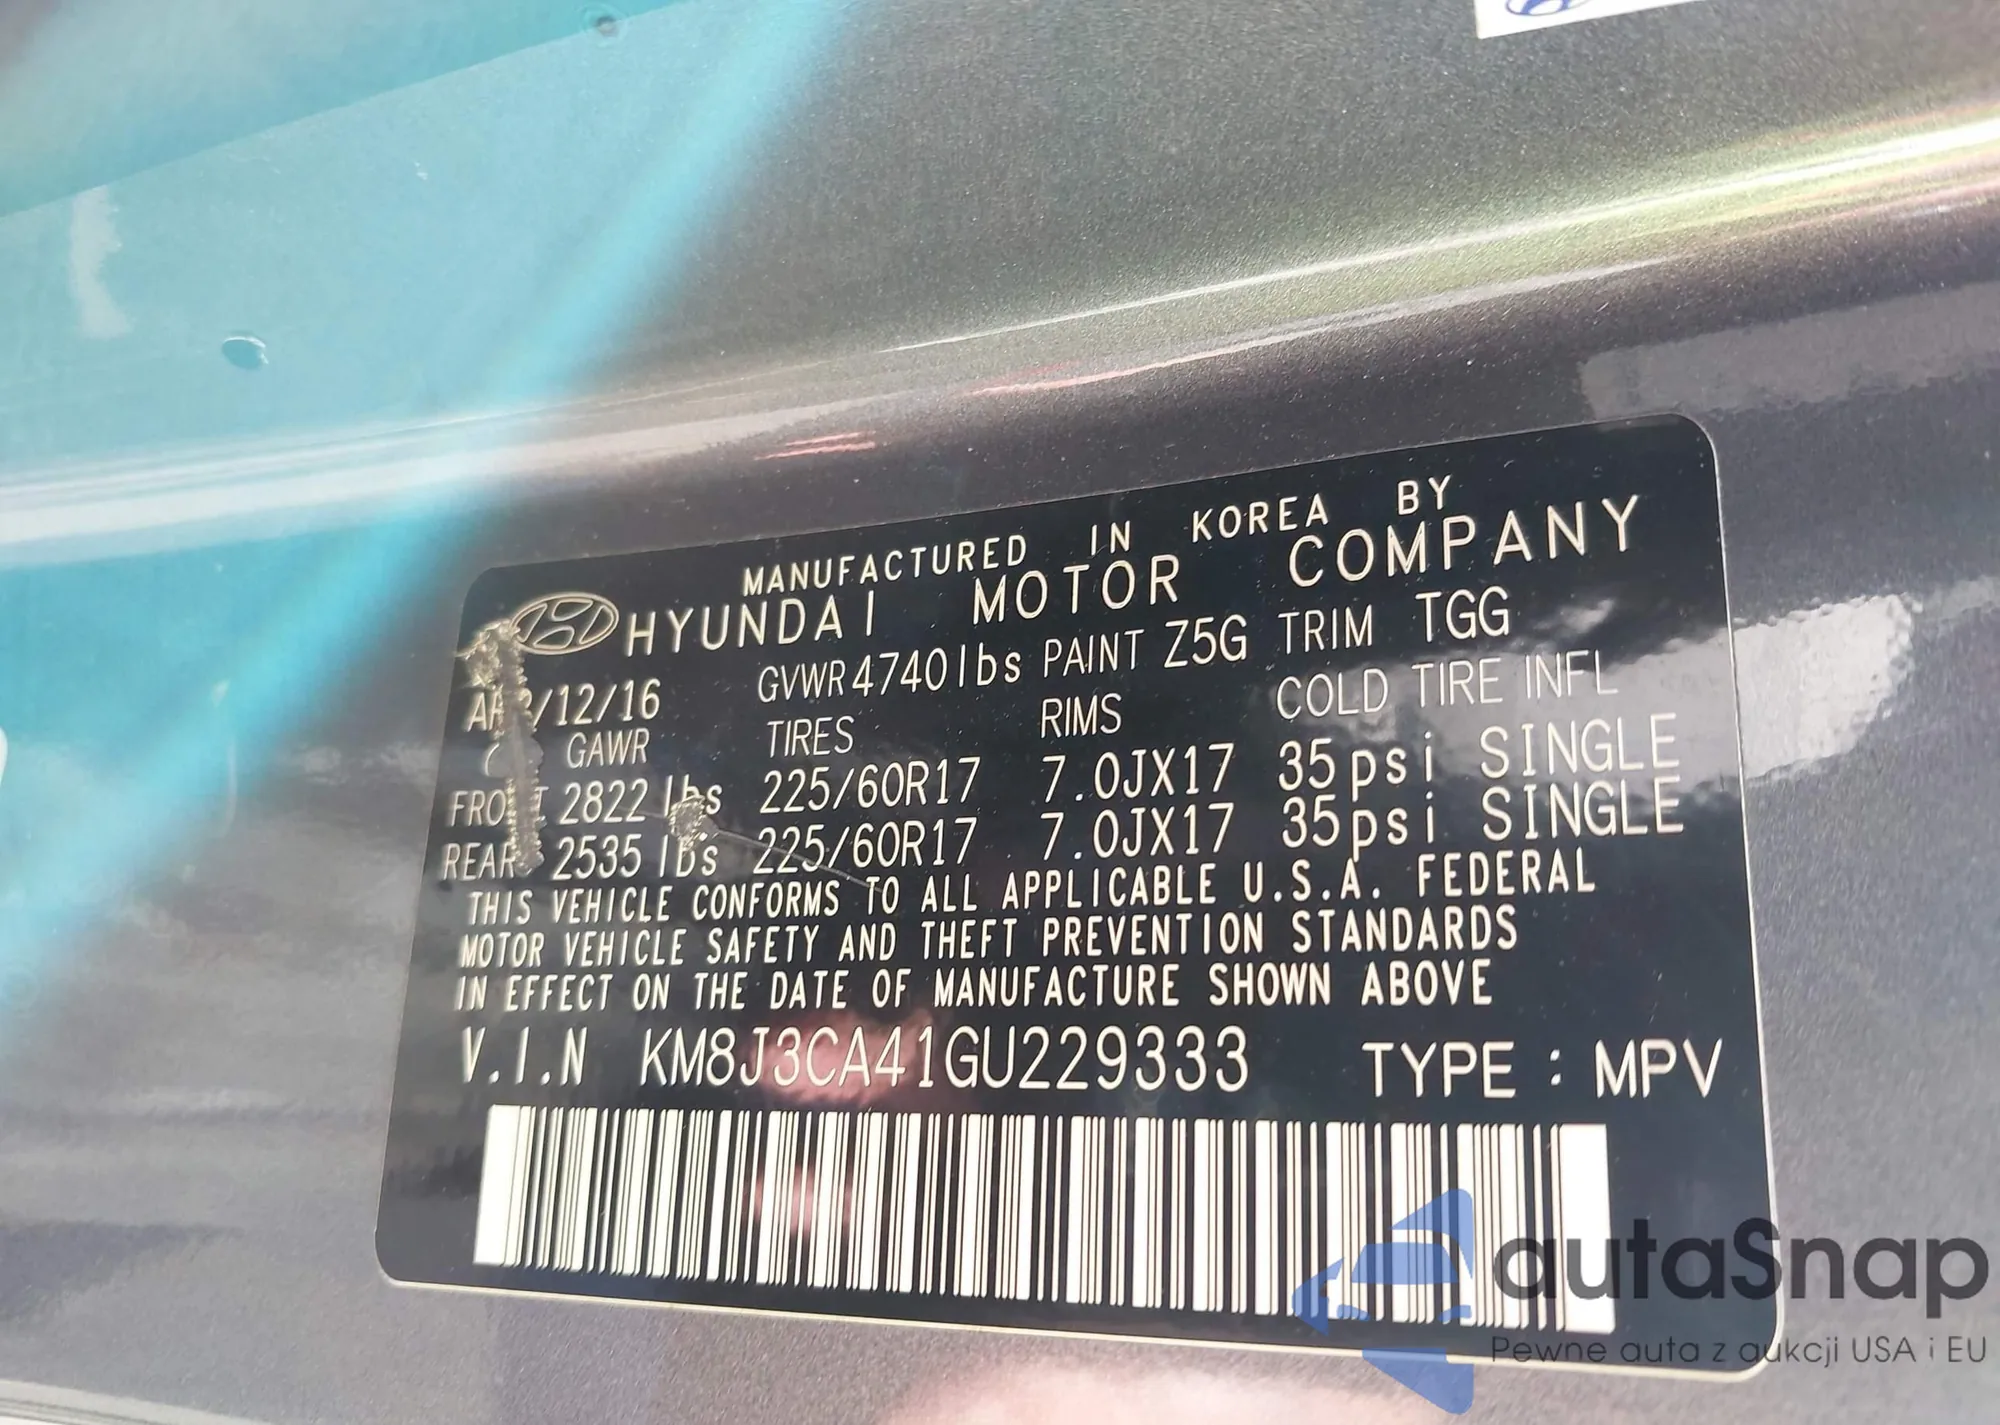 MANUFACTURED IN KOREA BY
HYUNDAI MOTOR COMPANY
/12/16 GVWR 4740lbs PAINT Z5G TRIM TGG
GAWR TIRES RIMS COLD TIRE INFL
2822 lbs 225/60R17 7.0JX17 35psi SINGLE
REAR 2535 lbs 225/60R17 7.0JX17 35psi SINGLE
THIS VEHICLE CONFORMS TO ALL APPLICABLE U.S.A. FEDERAL
MOTOR VEHICLE SAFETY AND THEFT PREVENTION STANDARDS
IN EFFECT ON THE DATE OF MANUFACTURE SHOWN ABOVE
V.I.N KM8J3CA41GU229333 TYPE : MPV
autaSnap
Pewne auta z aukcji USA i EU